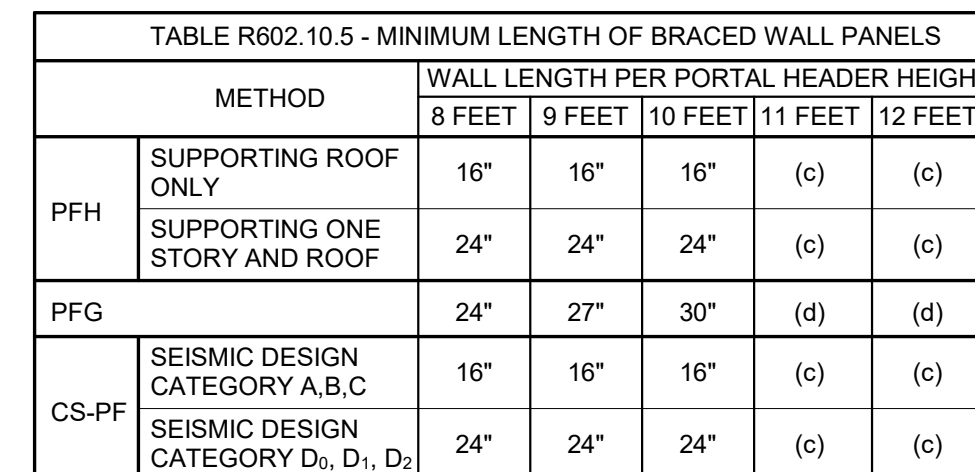 TABLE R602.10.5 - MINIMUM LENGTH OF BRACED WALL PANELS
METHOD
WALL LENGTH PER PORTAL HEADER HEIGH
8 FEET 9 FEET 10 FEET 11 FEET 12 FEET
PFH
SUPPORTING ROOF
ONLY
16" 16" 16" (c) (c)
SUPPORTING ONE
STORY AND ROOF
24" 24" 24" (c) (c)
PFG 24" 27" 30" (d) (d)
CS-PF
SEISMIC DESIGN
CATEGORY A,B,C
16" 16" 16" (c) (c)
SEISMIC DESIGN
CATEGORY D₀, D₁, D₂
24" 24" 24" (c) (c)